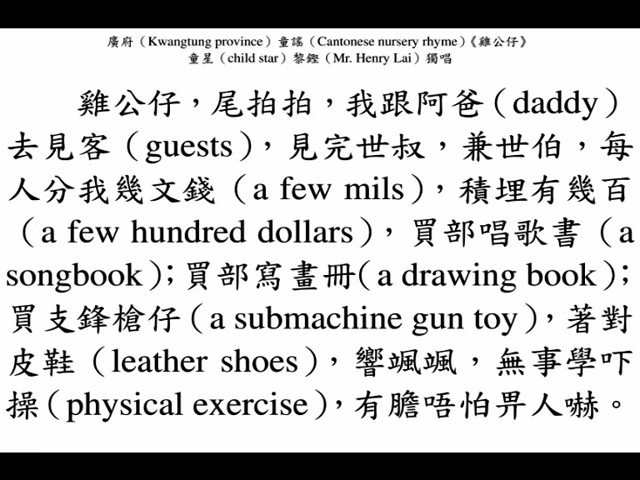 廣府（Kwangtung province）童謠（Cantonese nursery rhyme）《雞公仔》
童星（child star）黎鏗（Mr. Henry Lai）獨唱
雞公仔，尾拍拍，我跟阿爸（daddy）
去見客（guests），見完世叔，兼世伯，每
人分我幾文錢（a few mils），積埋有幾百
（a few hundred dollars），買部唱歌書（a
songbook）；買部寫畫冊（a drawing book）；
買支鋒槍仔（a submachine gun toy），著對
皮鞋（leather shoes），響颯颯，無事學吓
操（physical exercise），有膽唔怕畀人嚇。